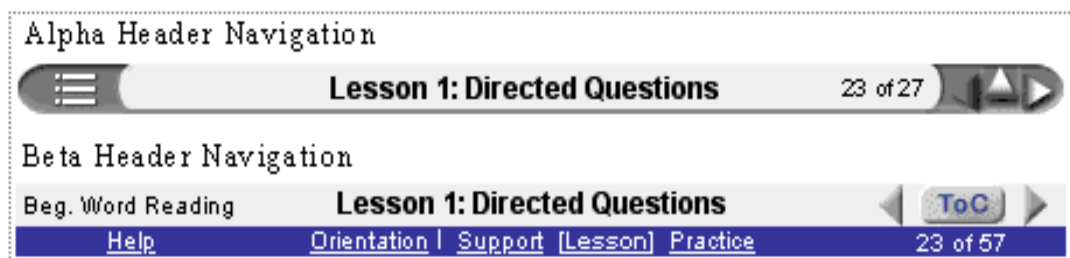 Alpha Header Navigation
Lesson 1: Directed Questions 23 of 27
Beta Header Navigation
Beg. Word Reading Lesson 1: Directed Questions ToC
Help Orientation | Support [Lesson] Practice 23 of 57